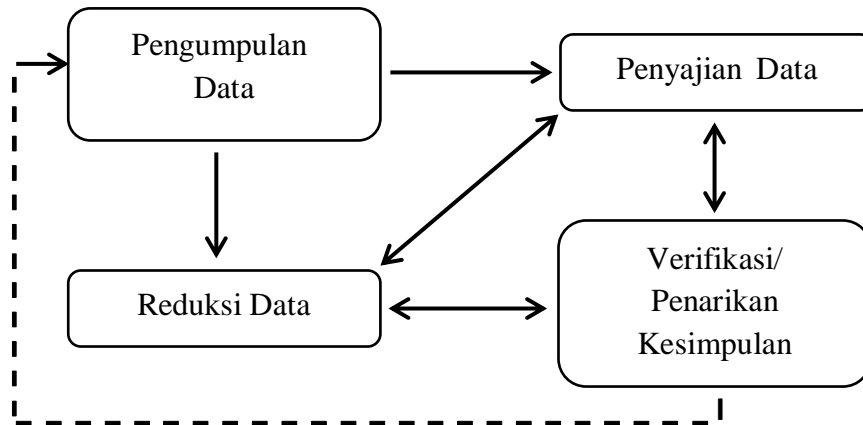 Pengumpulan
Data
Penyajian  Data
Reduksi Data
Verifikasi/
Penarikan
Kesimpulan